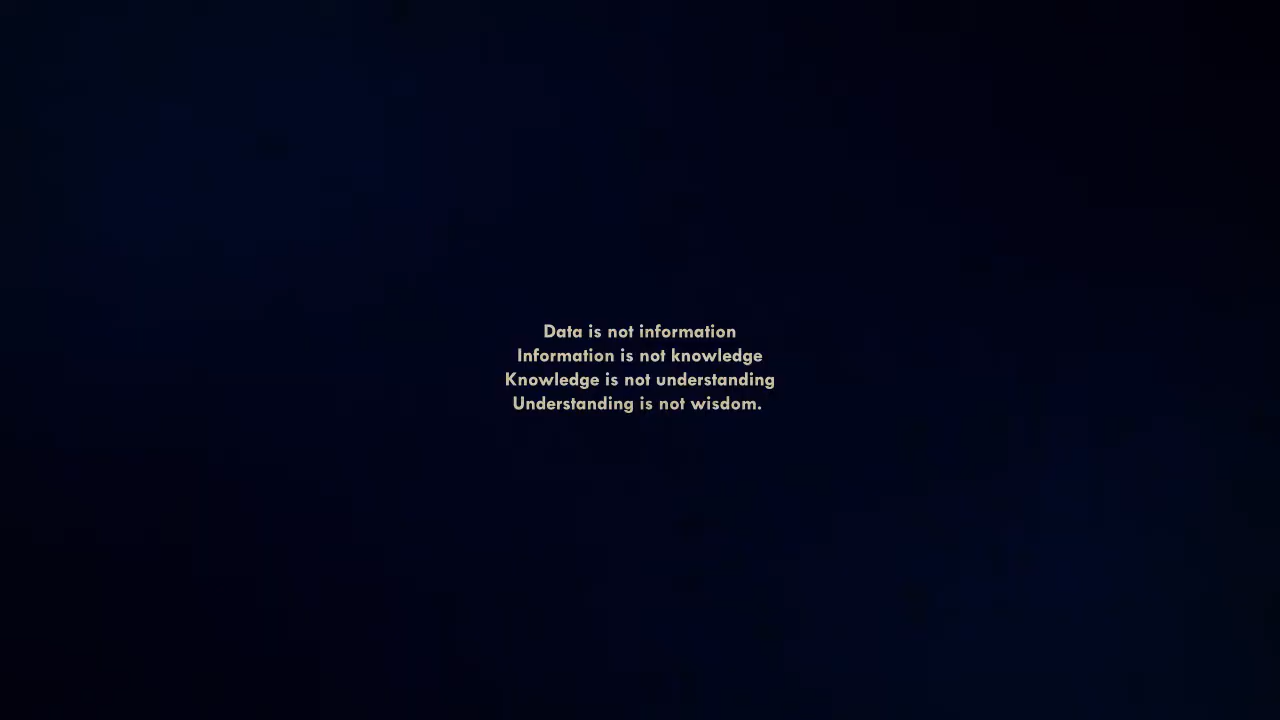 Data is not information
Information is not knowledge
Knowledge is not understanding
Understanding is not wisdom.